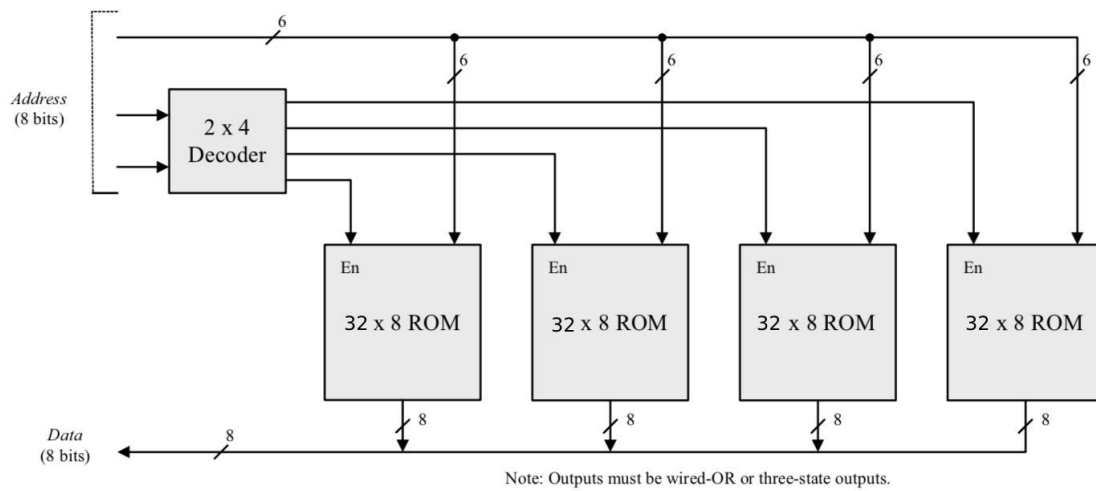 6
6
6
6
6
Address
(8 bits)
2 x 4
Decoder
En
En
En
En
32 x 8 ROM
32 x 8 ROM
32 x 8 ROM
32 x 8 ROM
8
8
8
8
Data
(8 bits)
8
Note: Outputs must be wired-OR or three-state outputs.